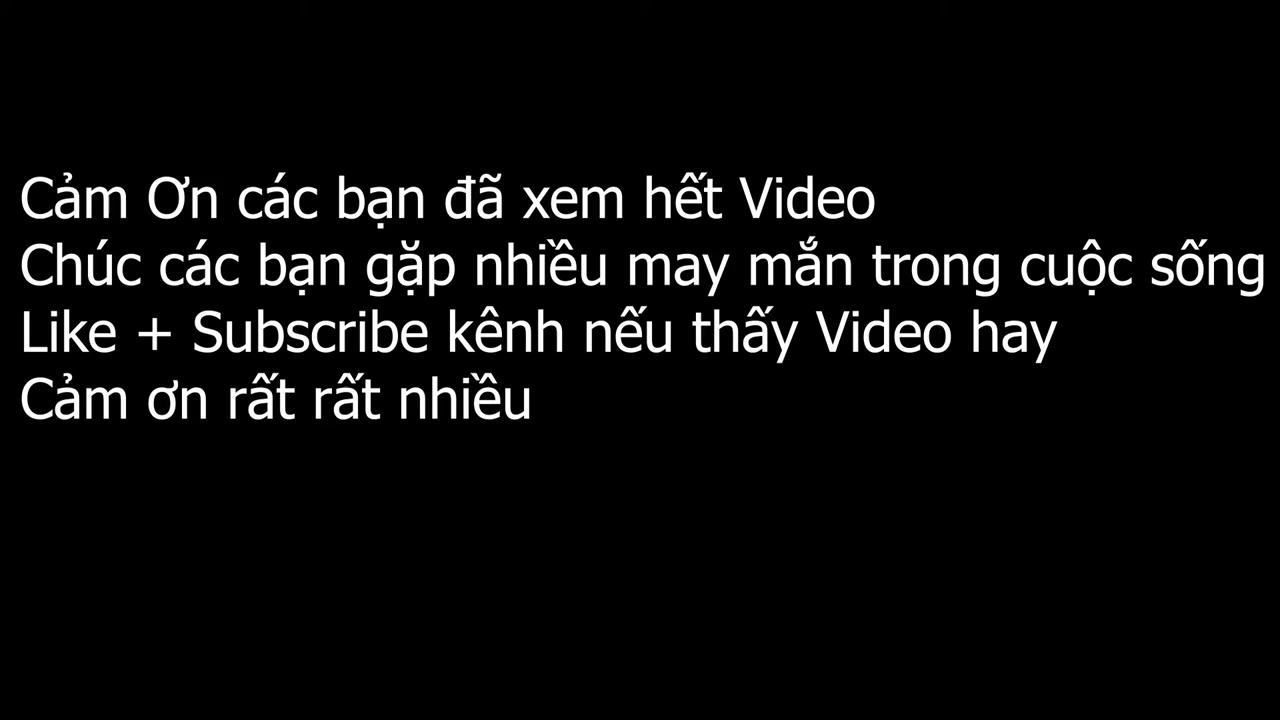 Cảm Ơn các bạn đã xem hết Video
Chúc các bạn gặp nhiều may mắn trong cuộc sống
Like + Subscribe kênh nếu thấy Video hay
Cảm ơn rất rất nhiều